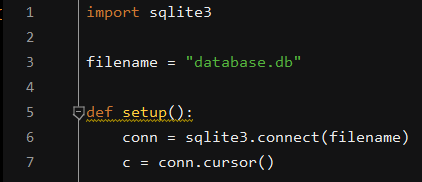 1 import sqlite3
2
3 filename = "database.db"
4
5 def setup():
6 conn = sqlite3.connect(filename)
7 c = conn.cursor()